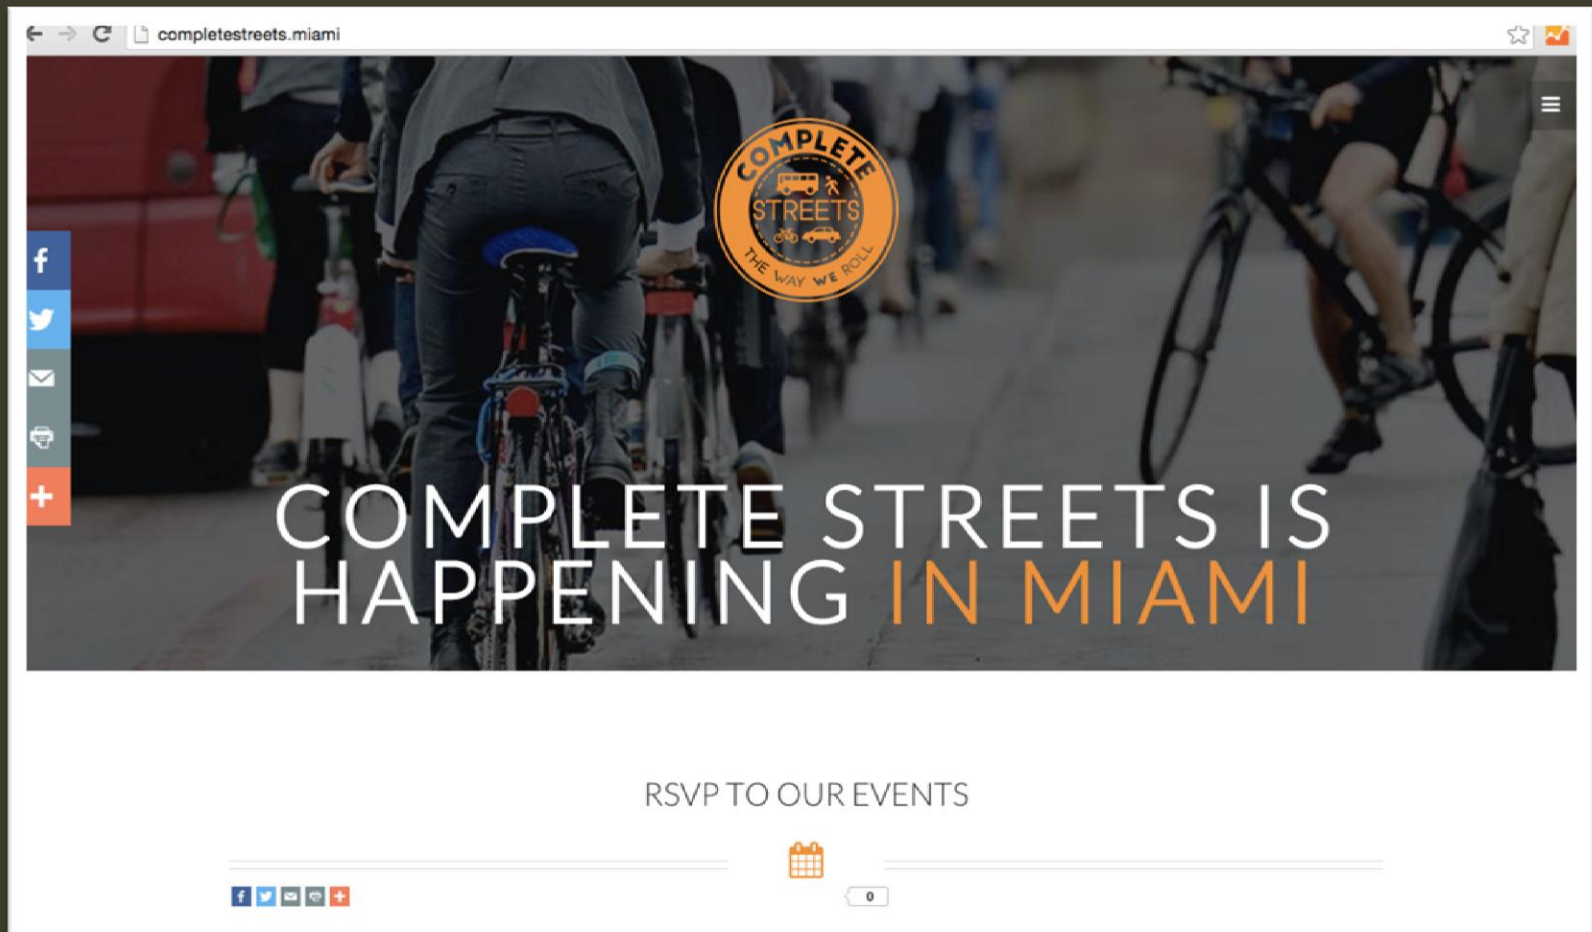 completestreets.miami
COMPLETE
STREETS
THE WAY WE ROLL
COMPLETE STREETS IS
HAPPENING IN MIAMI
RSVP TO OUR EVENTS
0